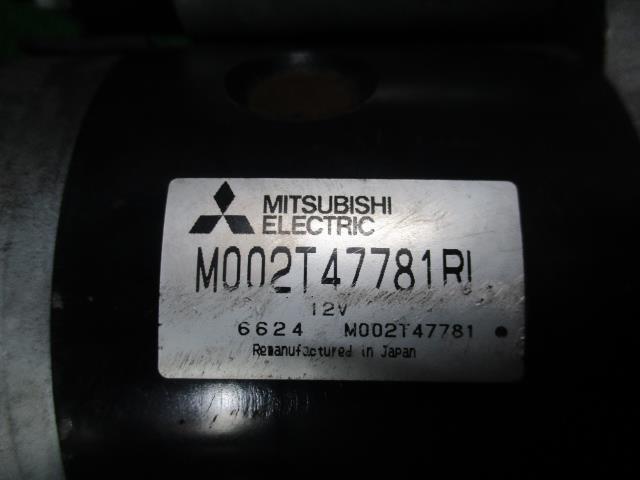 MITSUBISHI
ELECTRIC
M002T47781RI
12V
6624 M002T47781
Remanufactured in Japan